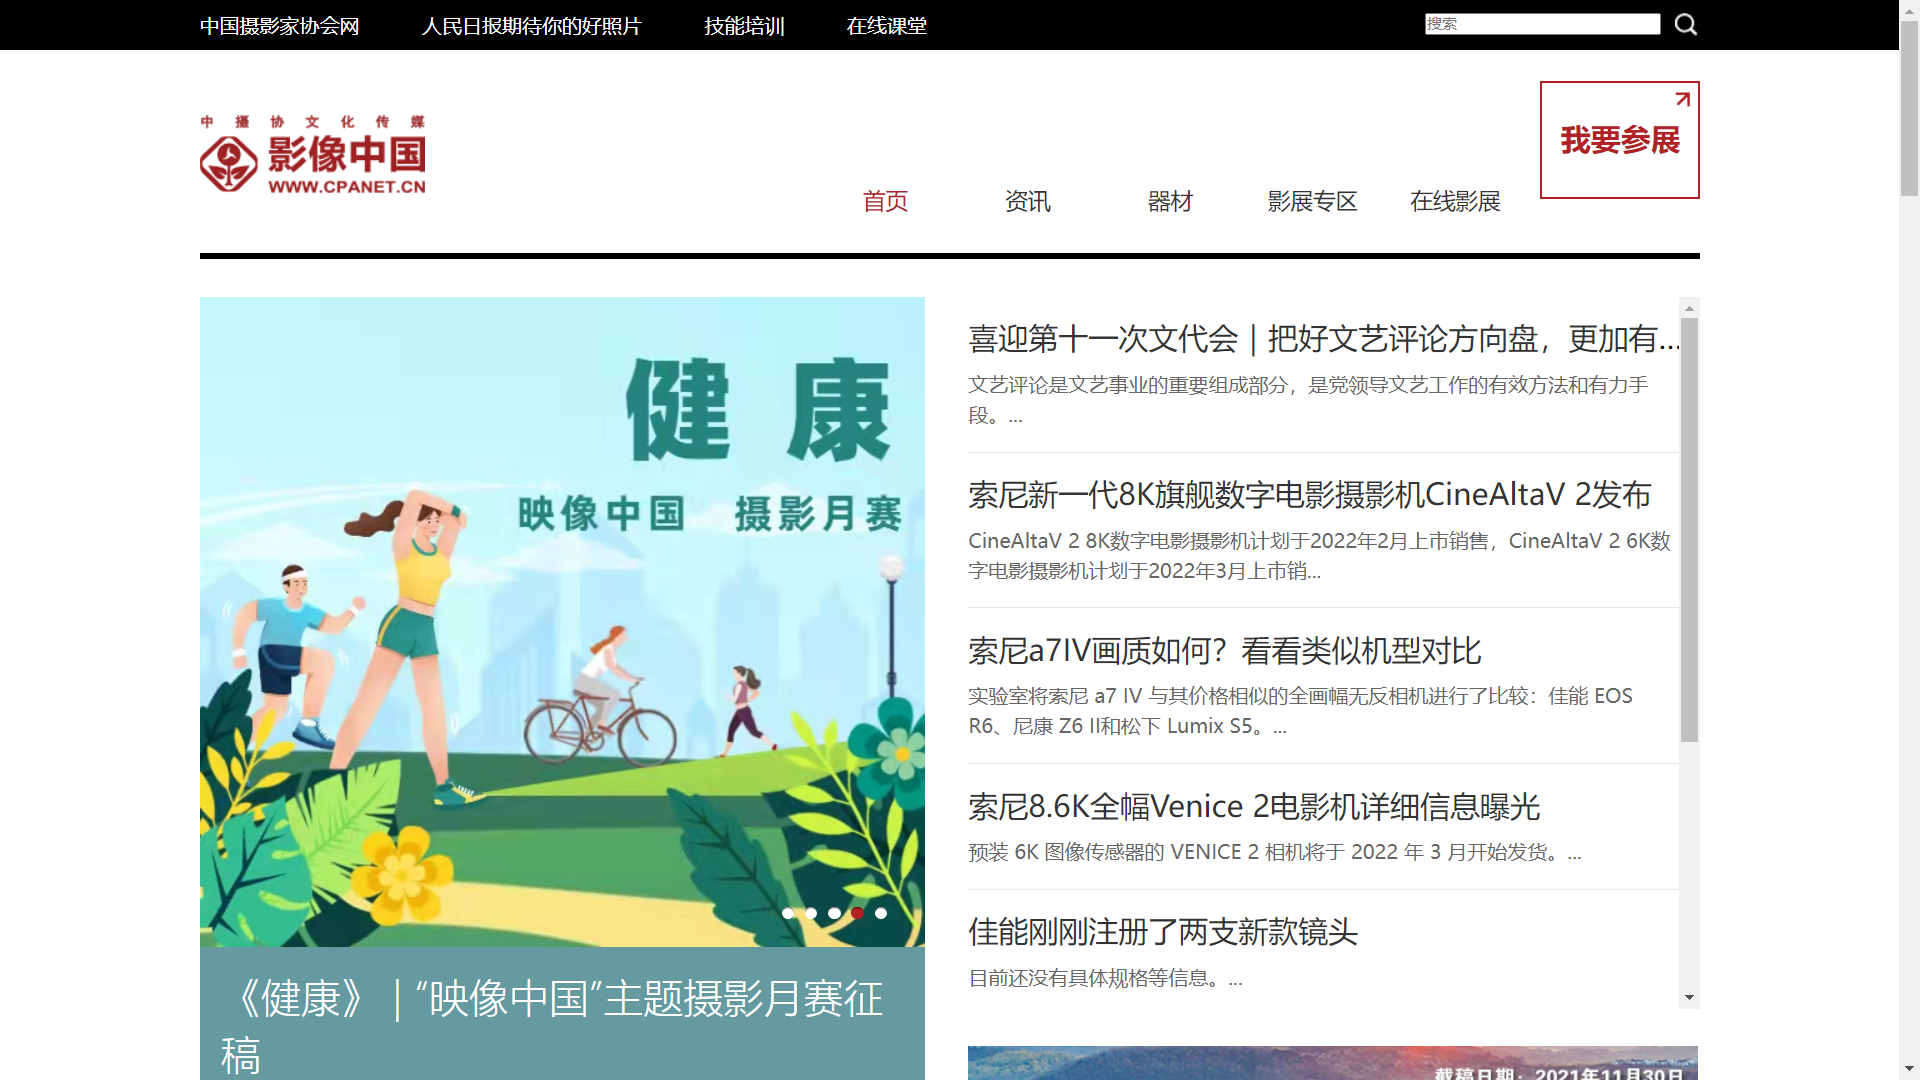 中国摄影家协会网 人民日报期待你的好照片 技能培训 在线课堂 搜索
中摄协文化传媒
影像中国
WWW.CPANET.CN
我要参展
首页 资讯 器材 影展专区 在线影展
健康
映像中国 摄影月赛
《健康》｜“映像中国”主题摄影月赛征
稿
喜迎第十一次文代会｜把好文艺评论方向盘，更加有...
文艺评论是文艺事业的重要组成部分，是党领导文艺工作的有效方法和有力手
段。...
索尼新一代8K旗舰数字电影摄影机CineAltaV 2发布
CineAltaV 2 8K数字电影摄影机计划于2022年2月上市销售，CineAltaV 2 6K数
字电影摄影机计划于2022年3月上市销...
索尼a7IV画质如何？看看类似机型对比
实验室将索尼 a7 IV 与其价格相似的全画幅无反相机进行了比较：佳能 EOS
R6、尼康 Z6 II和松下 Lumix S5。...
索尼8.6K全幅Venice 2电影机详细信息曝光
预装 6K 图像传感器的 VENICE 2 相机将于 2022 年 3 月开始发货。...
佳能刚刚注册了两支新款镜头
目前还没有具体规格等信息。...
截稿日期：2021年11月30日